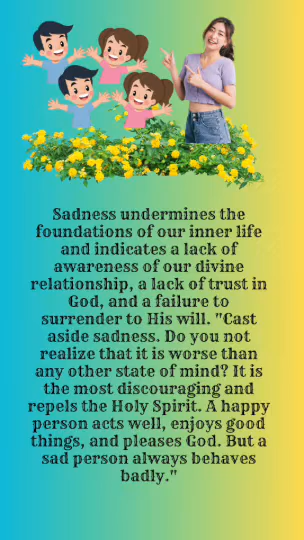 Sadness undermines the
foundations of our inner life
and indicates a lack of
awareness of our divine
relationship, a lack of trust in
God, and a failure to
surrender to His will. "Cast
aside sadness. Do you not
realize that it is worse than
any other state of mind? It is
the most discouraging and
repels the Holy Spirit. A happy
person acts well, enjoys good
things, and pleases God. But a
sad person always behaves
badly."